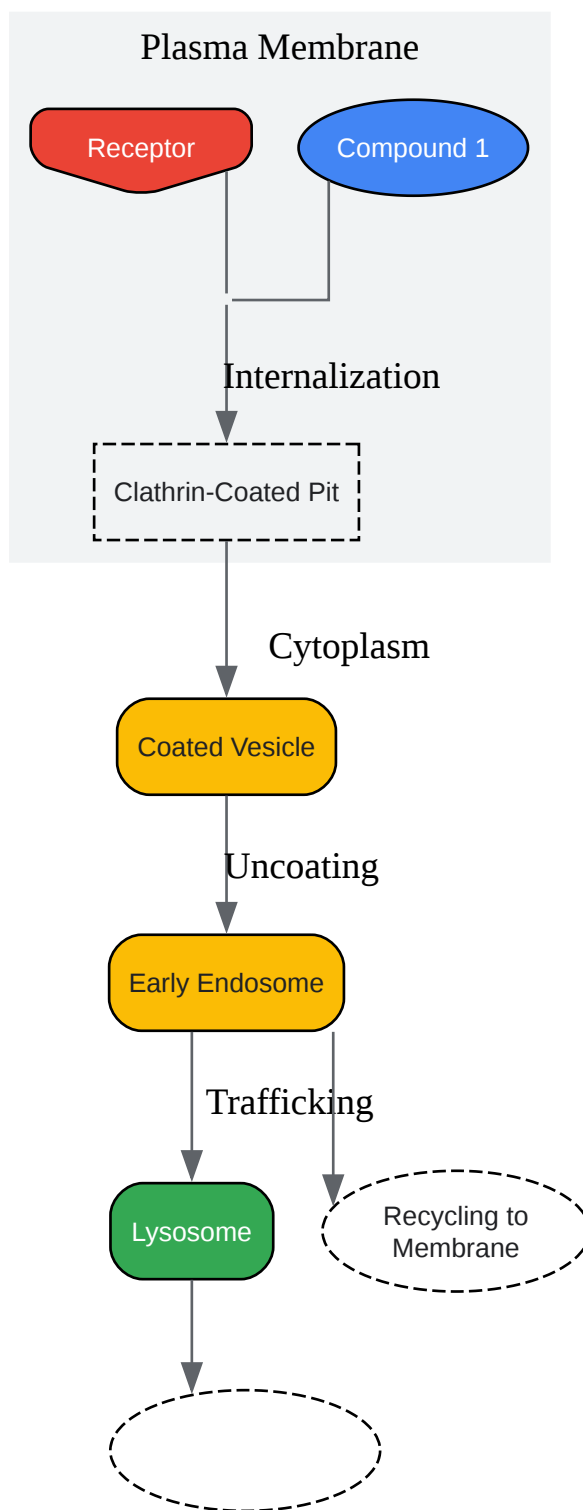 Plasma Membrane
Receptor
Compound 1
Internalization
Clathrin-Coated Pit
Cytoplasm
Coated Vesicle
Uncoating
Early Endosome
Trafficking
Lysosome
Recycling to
Membrane